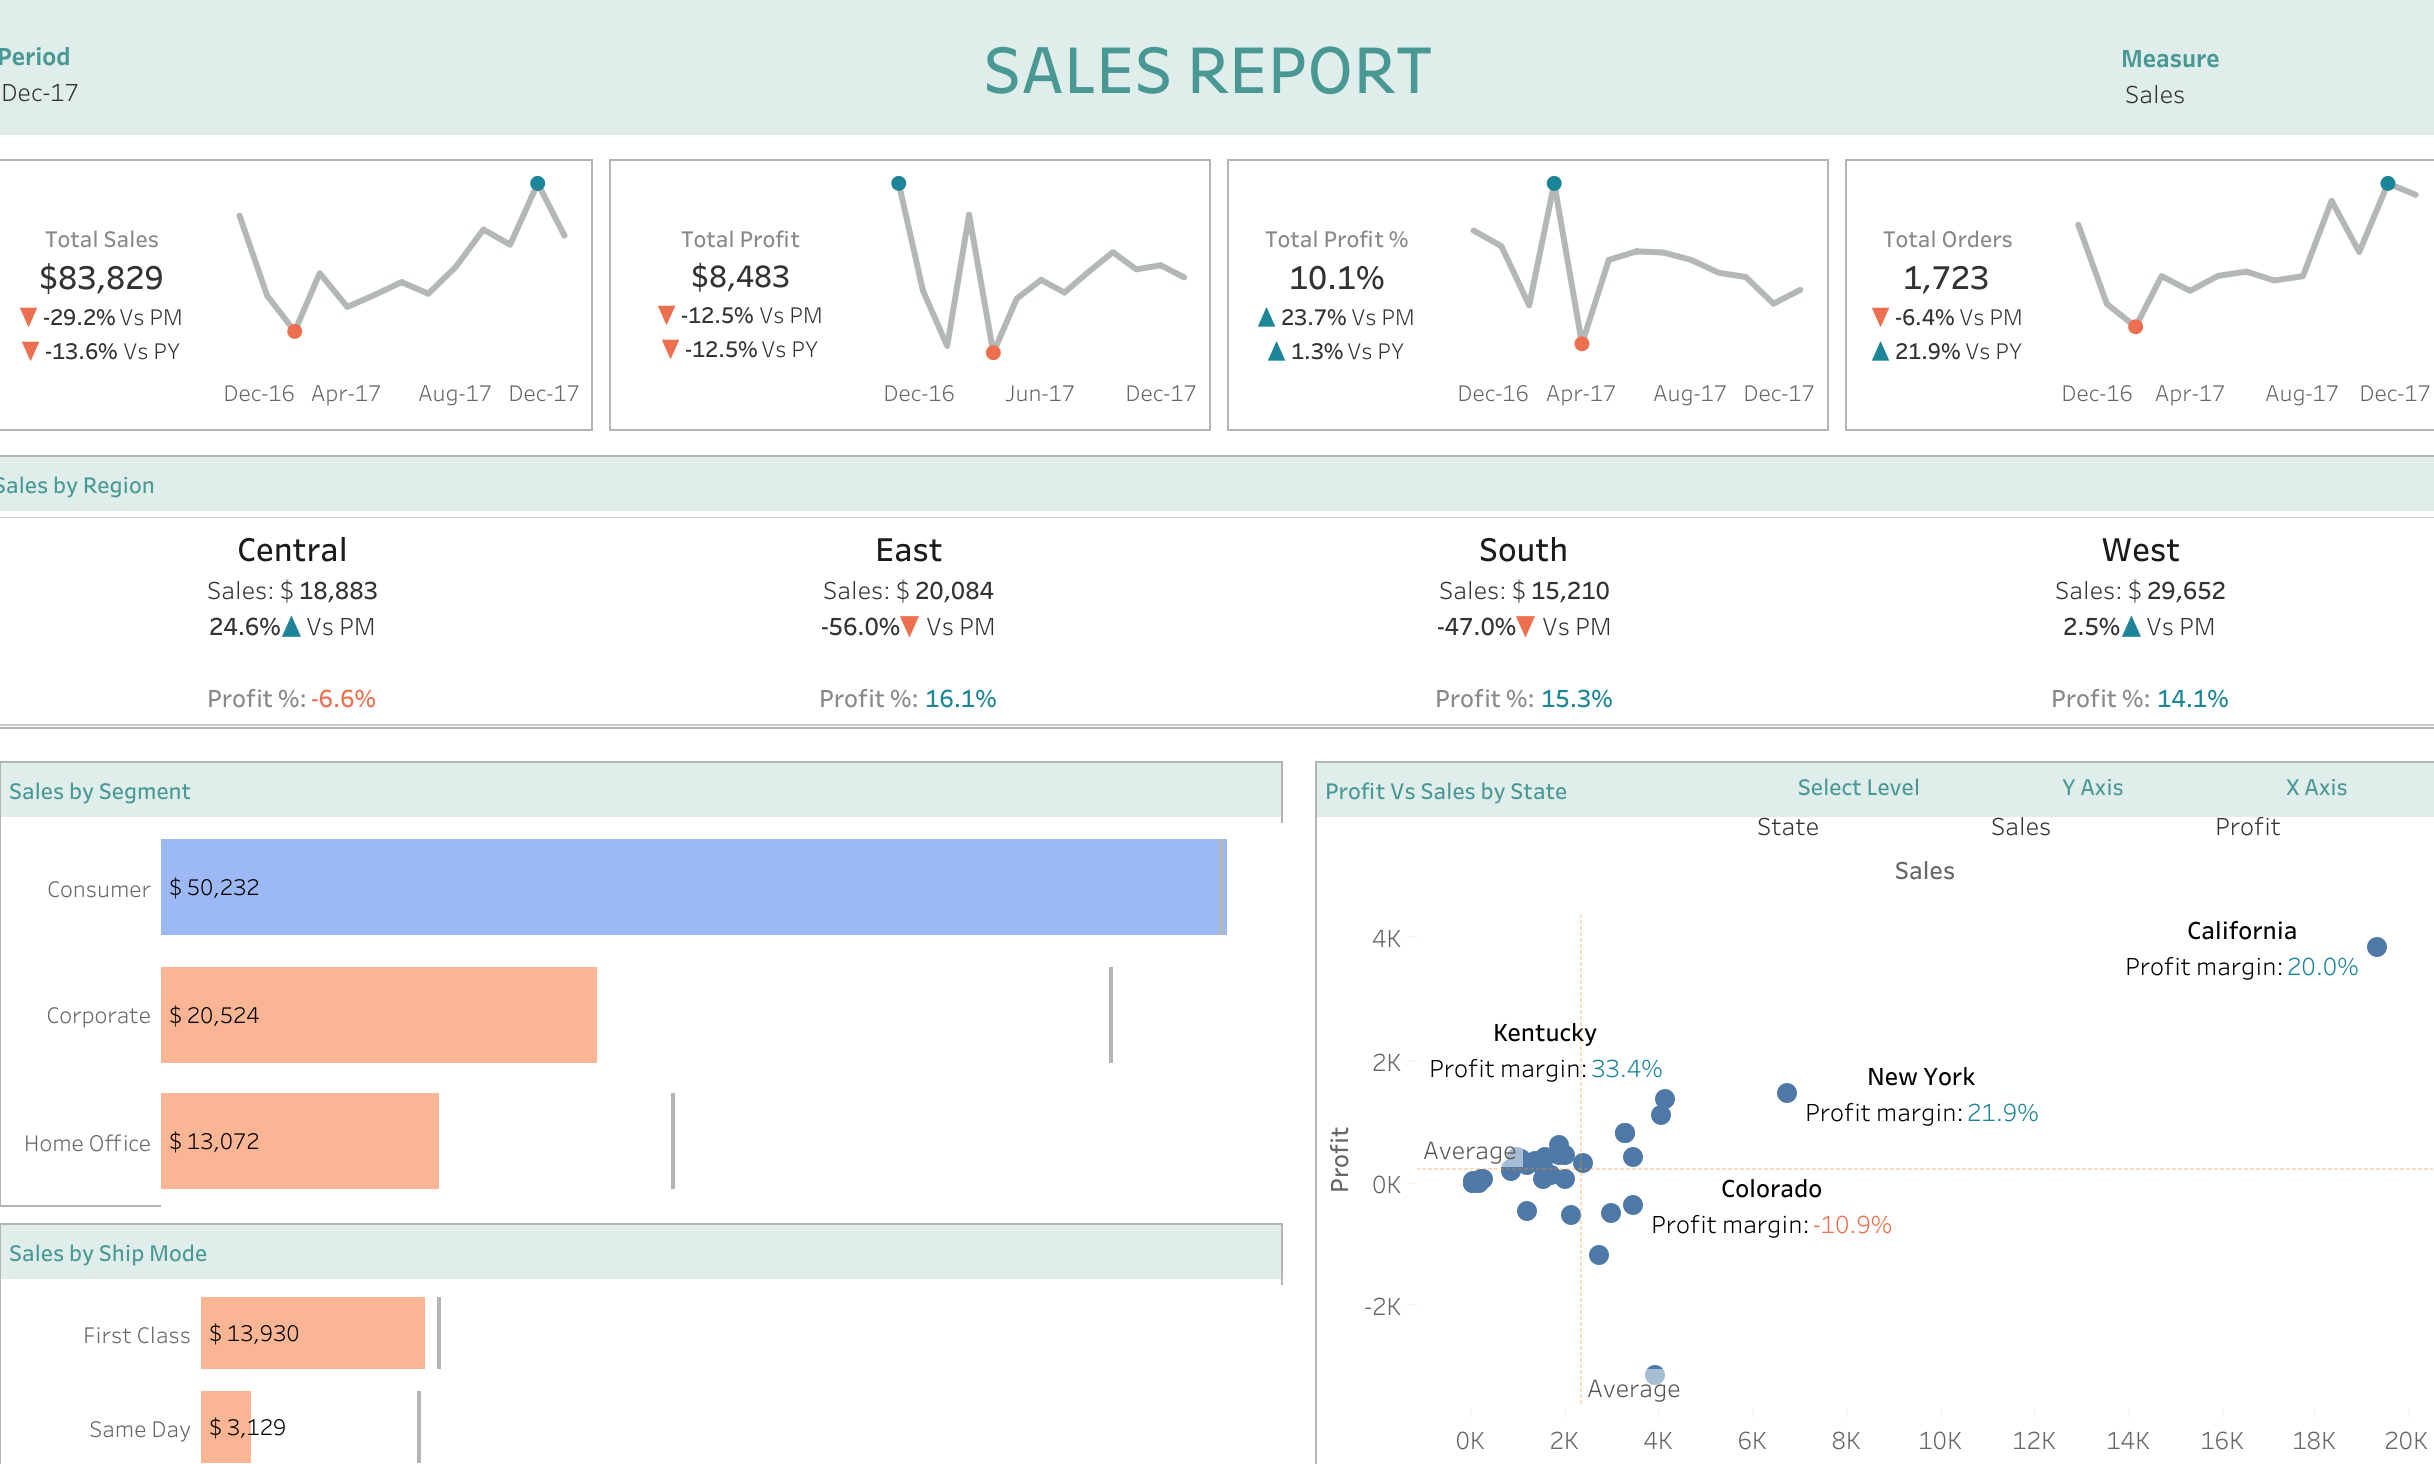 Period
Dec-17
SALES REPORT
Measure
Sales
Total Sales
$83,829
-29.2% Vs PM
-13.6% Vs PY
Dec-16 Apr-17 Aug-17 Dec-17
Total Profit
$8,483
-12.5% Vs PM
-12.5% Vs PY
Dec-16 Jun-17 Dec-17
Total Profit %
10.1%
23.7% Vs PM
1.3% Vs PY
Dec-16 Apr-17 Aug-17 Dec-17
Total Orders
1,723
-6.4% Vs PM
21.9% Vs PY
Dec-16 Apr-17 Aug-17 Dec-17
Sales by Region
Central
Sales: $ 18,883
24.6%▲ Vs PM
Profit %: -6.6%
East
Sales: $ 20,084
-56.0%▼ Vs PM
Profit %: 16.1%
South
Sales: $ 15,210
-47.0%▼ Vs PM
Profit %: 15.3%
West
Sales: $ 29,652
2.5%▲ Vs PM
Profit %: 14.1%
Sales by Segment
Consumer $ 50,232
Corporate $ 20,524
Home Office $ 13,072
Sales by Ship Mode
First Class $ 13,930
Same Day $ 3,129
Profit Vs Sales by State
Select Level
State
Y Axis
Sales
X Axis
Profit
Sales
Profit
4K
2K
0K
-2K
California
Profit margin: 20.0%
Kentucky
Profit margin: 33.4%
New York
Profit margin: 21.9%
Average
Colorado
Profit margin: -10.9%
Average
0K 2K 4K 6K 8K 10K 12K 14K 16K 18K 20K